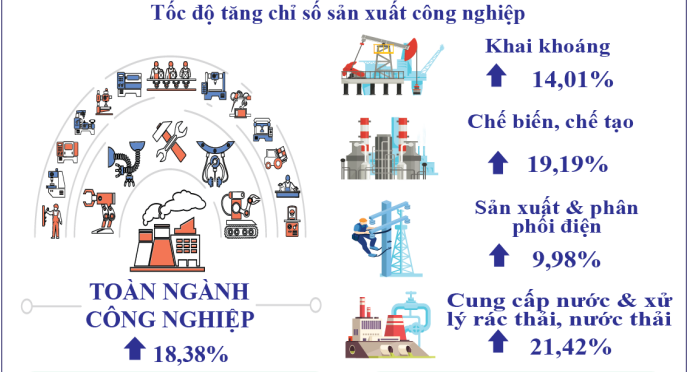 Tốc độ tăng chỉ số sản xuất công nghiệp
Khai khoáng
14,01%
Chế biến, chế tạo
19,19%
Sản xuất & phân
phối điện
9,98%
Cung cấp nước & xử
lý rác thải, nước thải
21,42%
TOÀN NGÀNH
CÔNG NGHIỆP
18,38%